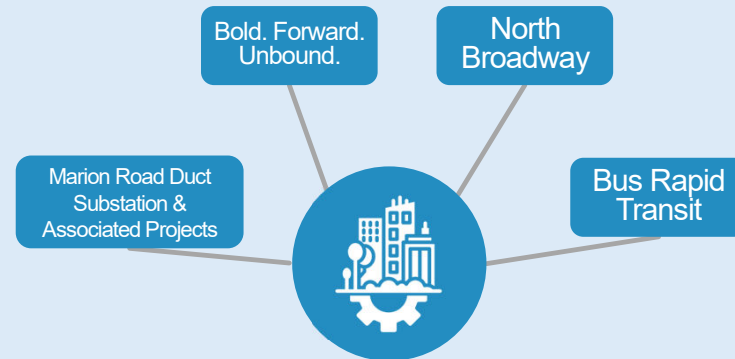 Bold. Forward.
Unbound.
North
Broadway
Marion Road Duct
Substation &
Associated Projects
Bus Rapid
Transit